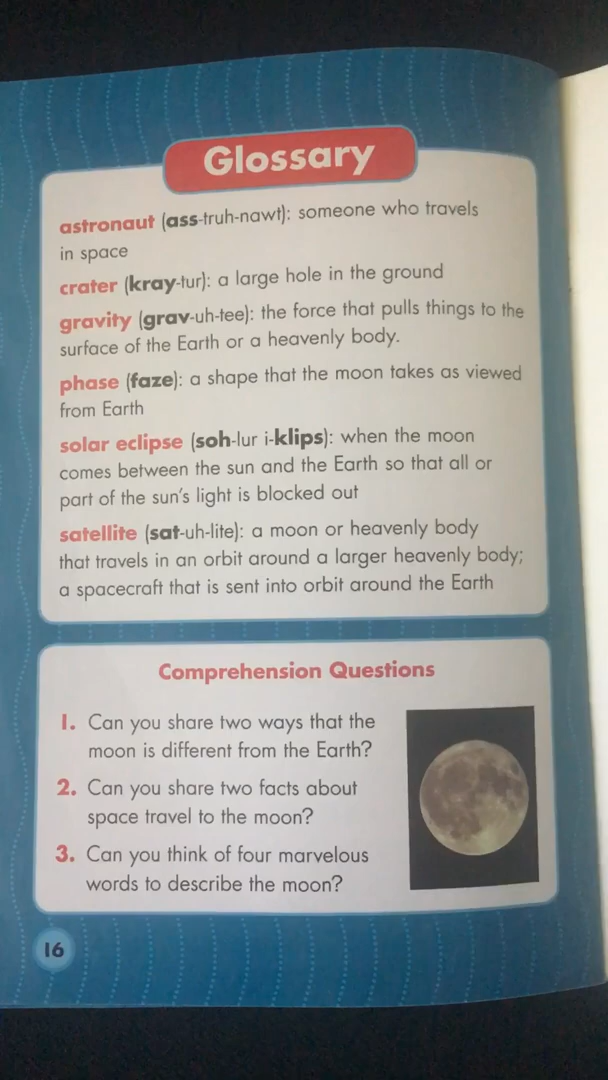 Glossary
astronaut (ass-truh-nawt): someone who travels
in space
crater (kray-tur): a large hole in the ground
gravity (grav-uh-tee): the force that pulls things to the
surface of the Earth or a heavenly body.
phase (faze): a shape that the moon takes as viewed
from Earth
solar eclipse (soh-lur i-klips): when the moon
comes between the sun and the Earth so that all or
part of the sun's light is blocked out
satellite (sat-uh-lite): a moon or heavenly body
that travels in an orbit around a larger heavenly body;
a spacecraft that is sent into orbit around the Earth
Comprehension Questions
1. Can you share two ways that the
moon is different from the Earth?
2. Can you share two facts about
space travel to the moon?
3. Can you think of four marvelous
words to describe the moon?
16